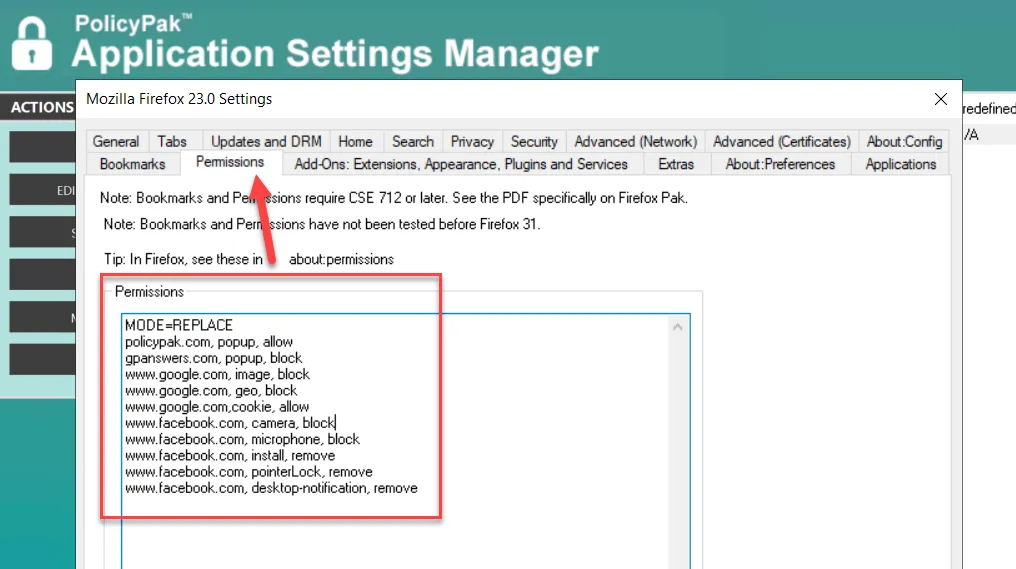 PolicyPak™
Application Settings Manager
ACTIONS
Mozilla Firefox 23.0 Settings
redefined
/A
EDI
General Tabs Updates and DRM Home Search Privacy Security Advanced (Network) Advanced (Certificates) About:Config
Bookmarks Permissions Add-Ons: Extensions, Appearance, Plugins and Services Extras About:Preferences Applications
Note: Bookmarks and Permissions require CSE 712 or later. See the PDF specifically on Firefox Pak.
Note: Bookmarks and Permissions have not been tested before Firefox 31.
Tip: In Firefox, see these in about:permissions
Permissions
MODE=REPLACE
policypak.com, popup, allow
gpanswers.com, popup, block
www.google.com, image, block
www.google.com, geo, block
www.google.com,cookie, allow
www.facebook.com, camera, block
www.facebook.com, microphone, block
www.facebook.com, install, remove
www.facebook.com, pointerLock, remove
www.facebook.com, desktop-notification, remove